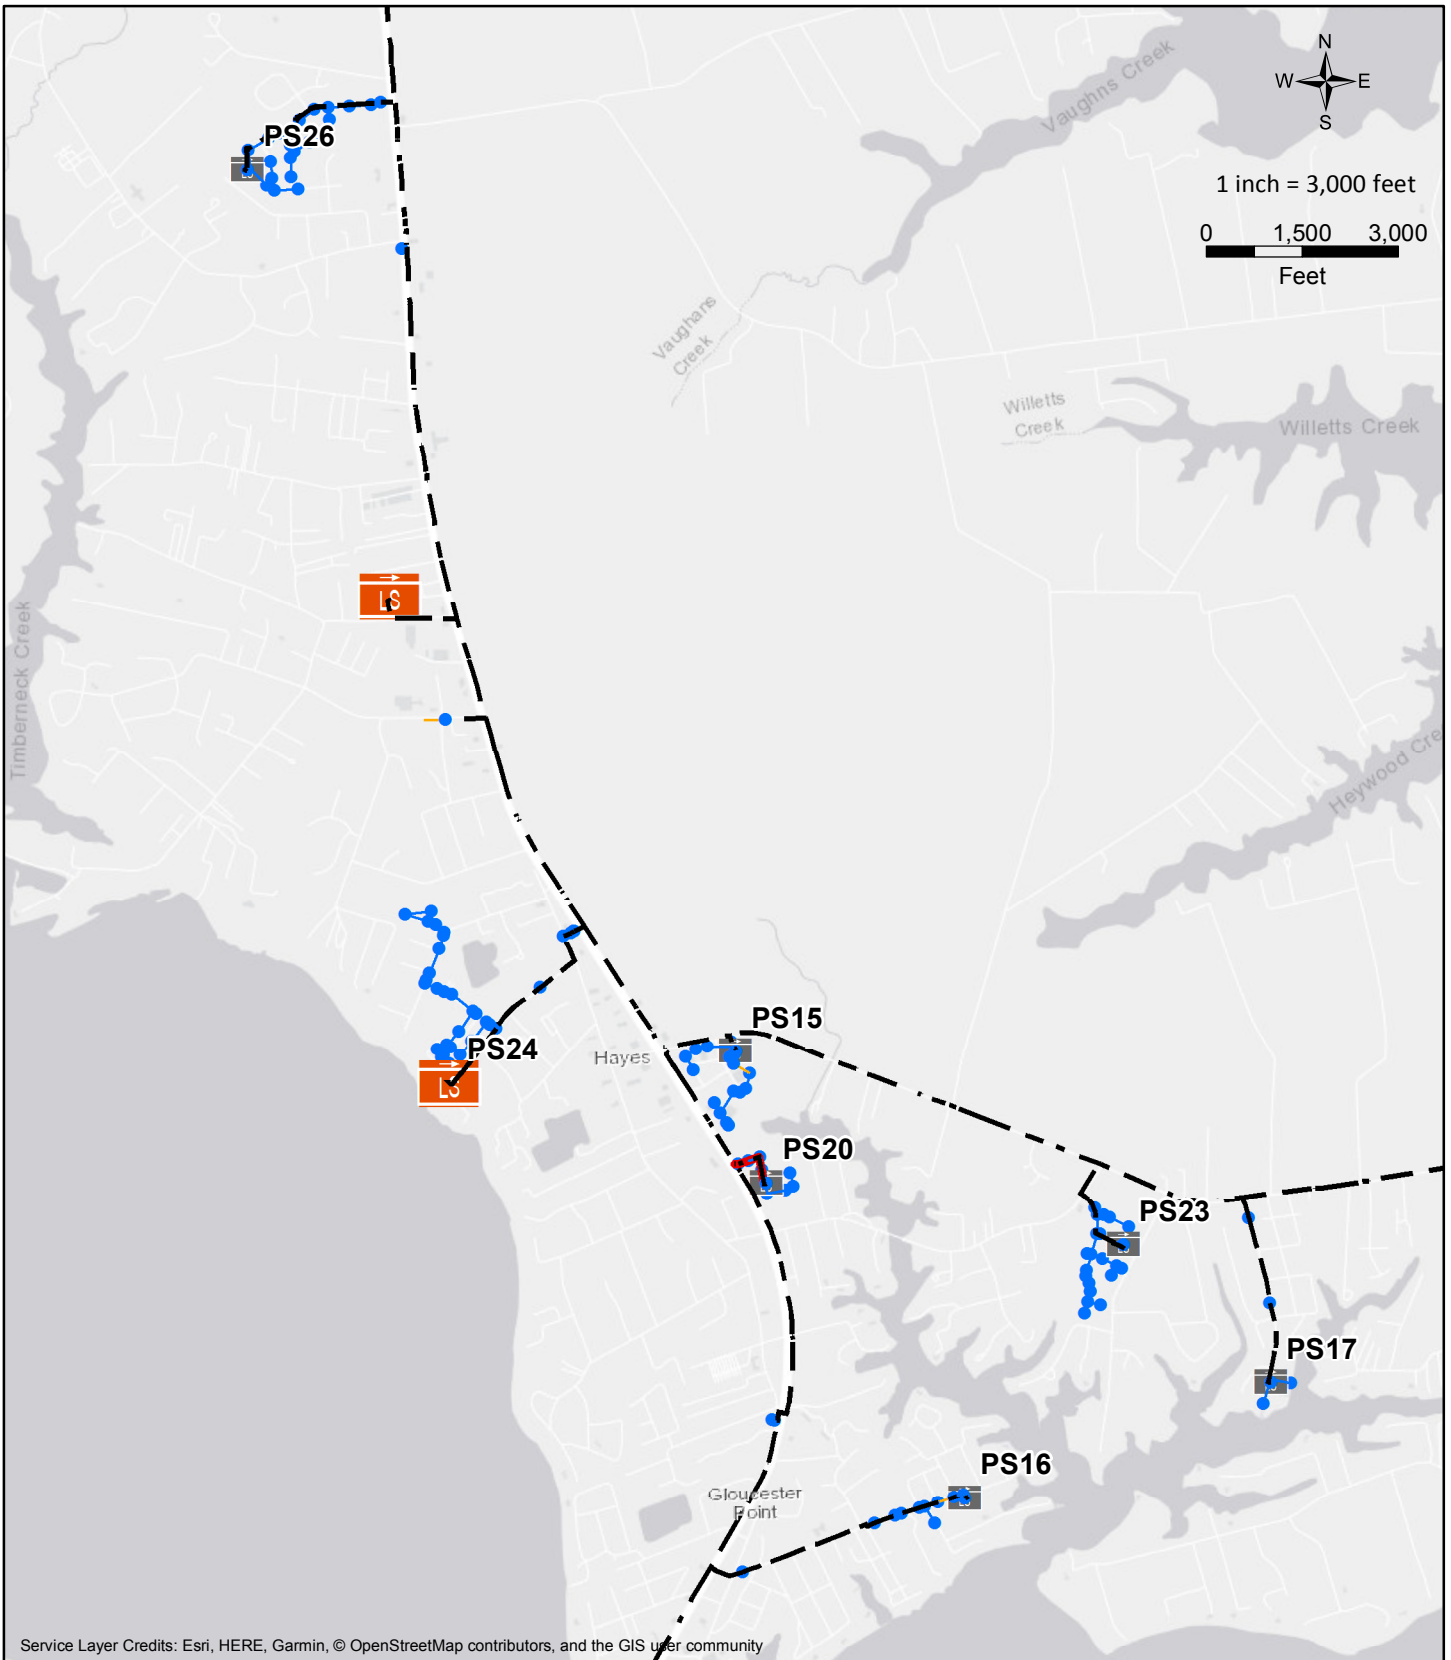 Vaughns Creek
N
W E
S
PS26
1 inch = 3,000 feet
0 1,500 3,000
Feet
Vaughans
Creek
Willetts
Creek
Willetts Creek
LS
Timberneck Creek
Heywood Cre
PS15
PS24
Hayes
LS
PS20
PS23
PS17
PS16
Gloucester
Point
Service Layer Credits: Esri, HERE, Garmin, © OpenStreetMap contributors, and the GIS user community